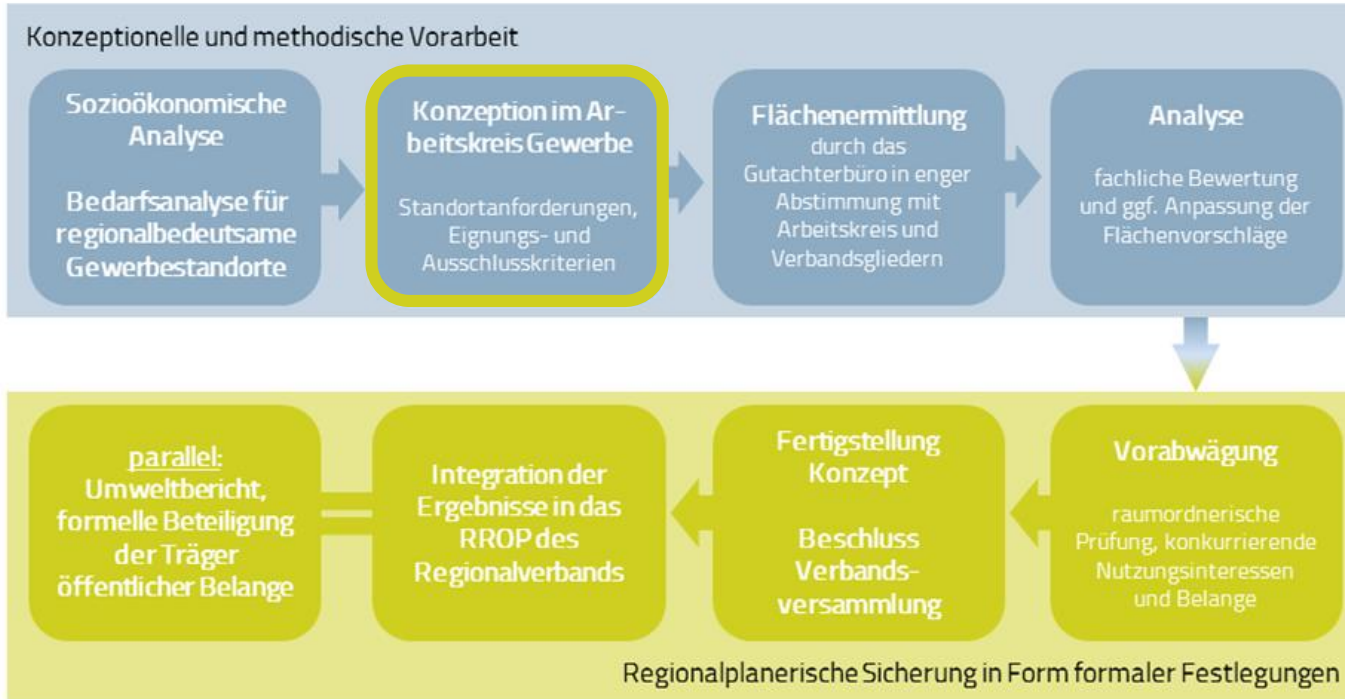 Konzeptionelle und methodische Vorarbeit
Sozioökonomische
Analyse
Bedarfsanalyse für
regionalbedeutsame
Gewerbestandorte
Konzeption im Ar-
beitskreis Gewerbe
Standortanforderungen,
Eignungs- und
Ausschlusskriterien
Flächenermittlung
durch das
Gutachterbüro in enger
Abstimmung mit
Arbeitskreis und
Verbandsgliedern
Analyse
fachliche Bewertung
und ggf. Anpassung der
Flächenvorschläge
Vorabwägung
raumordnerische
Prüfung, konkurrierende
Nutzungsinteressen
und Belange
Fertigstellung
Konzept
Beschluss
Verbands-
versammlung
Integration der
Ergebnisse in das
RROP des
Regionalverbands
parallel:
Umweltbericht,
formelle Beteiligung
der Träger
öffentlicher Belange
Regionalplanerische Sicherung in Form formaler Festlegungen